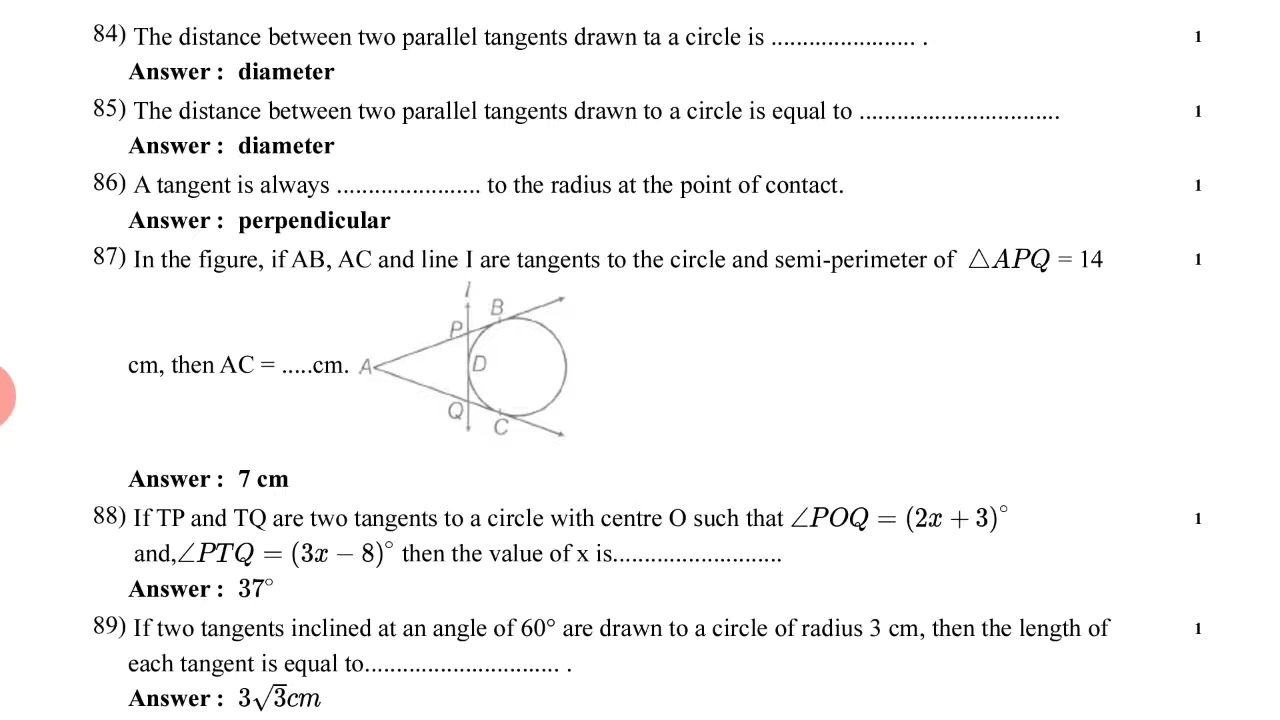 84) The distance between two parallel tangents drawn ta a circle is ....................... . 1
Answer : diameter
85) The distance between two parallel tangents drawn to a circle is equal to ................................ 1
Answer : diameter
86) A tangent is always ....................... to the radius at the point of contact. 1
Answer : perpendicular
87) In the figure, if AB, AC and line I are tangents to the circle and semi-perimeter of △APQ = 14 1
l
B
P
cm, then AC = .....cm. A D
Q
C
Answer : 7 cm
88) If TP and TQ are two tangents to a circle with centre O such that ∠POQ = (2x + 3)° 1
and,∠PTQ = (3x − 8)° then the value of x is...........................
Answer : 37°
89) If two tangents inclined at an angle of 60° are drawn to a circle of radius 3 cm, then the length of 1
each tangent is equal to............................... .
Answer : 3√3cm